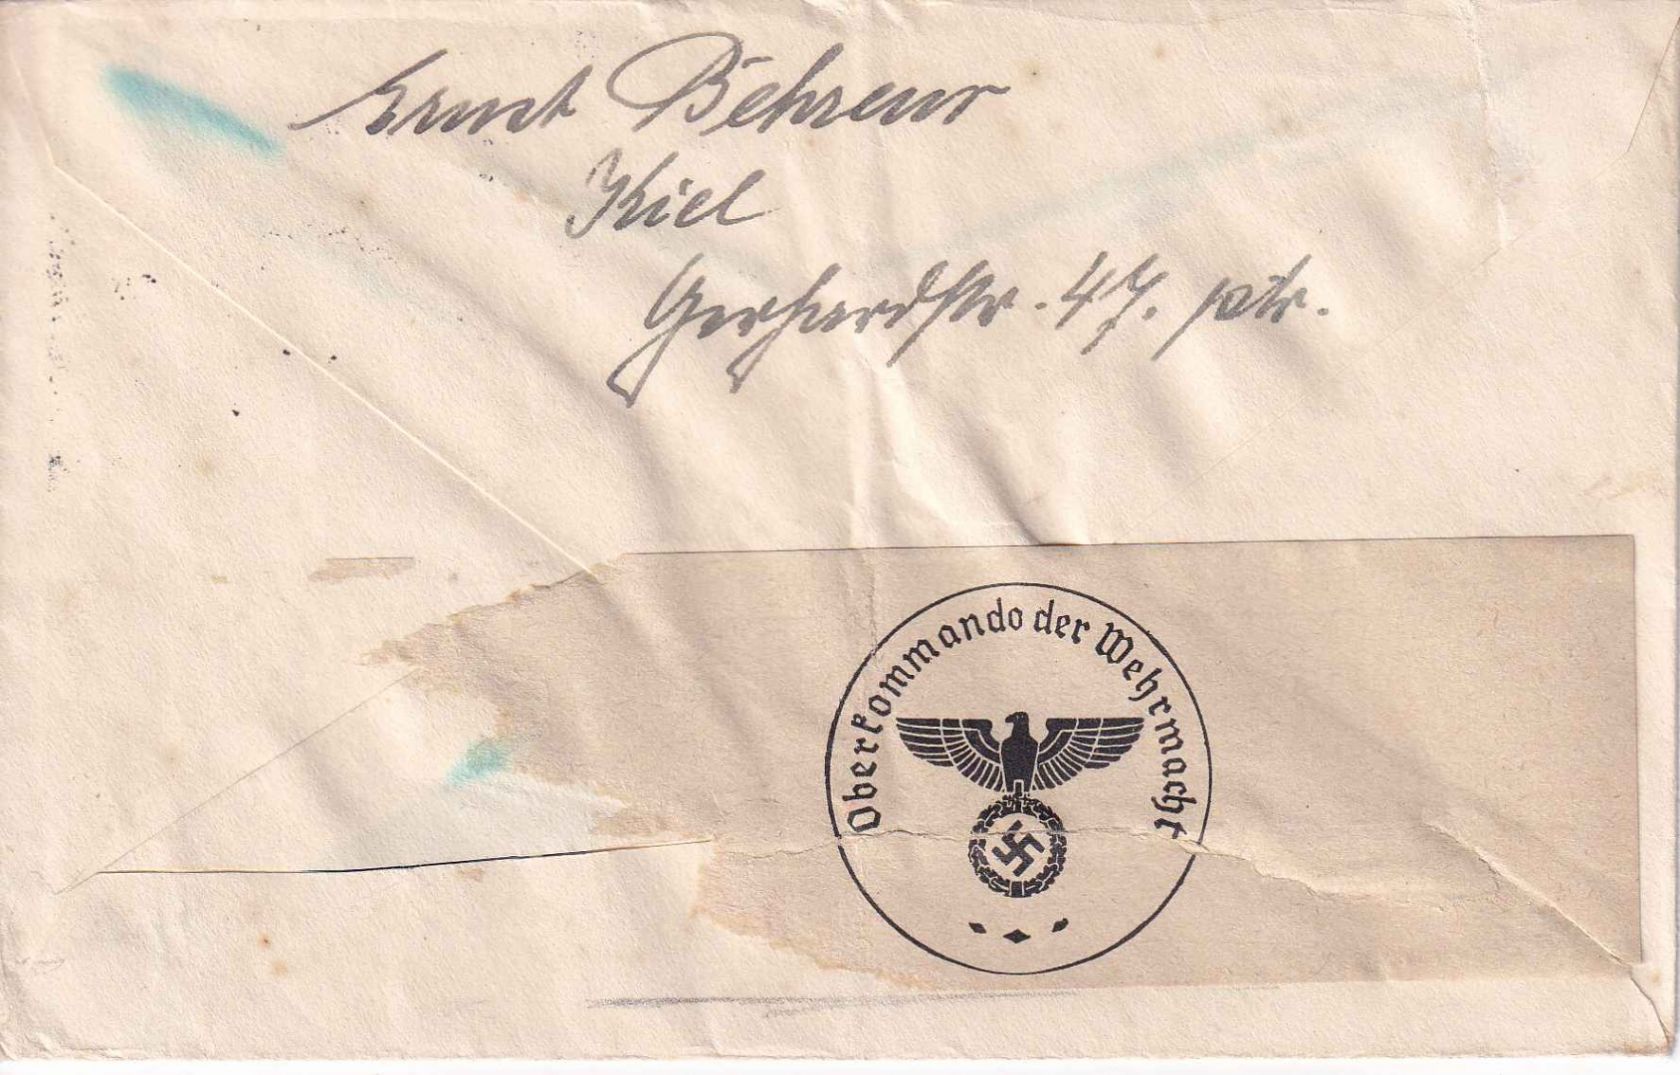 Ernst Behrens
Kiel
Gerhardstr. 47. ptr.
Oberkommando der Wehrmacht